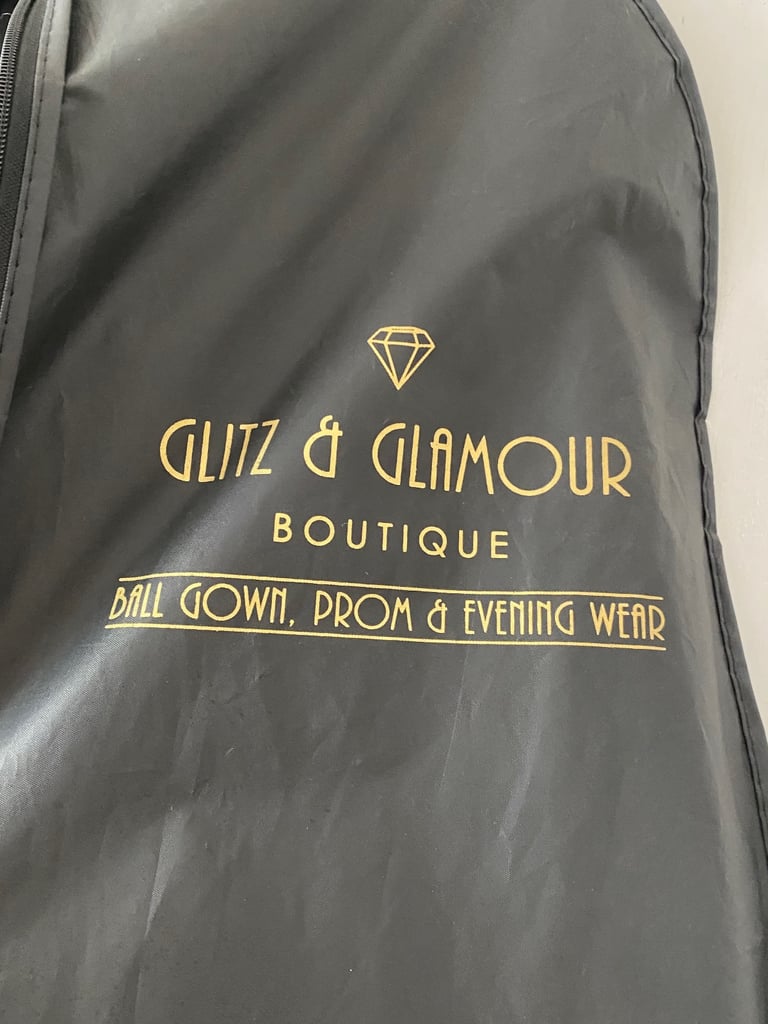 GLITZ & GLAMOUR
BOUTIQUE
BALL GOWN, PROM & EVENING WEAR